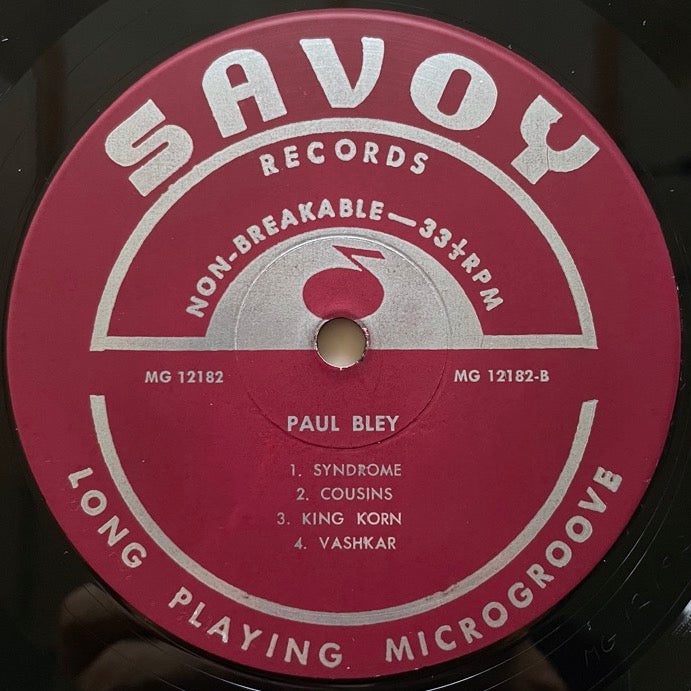 SAVOY
RECORDS
NON-BREAKABLE—33⅓RPM
MG 12182
MG 12182-B
PAUL BLEY
1. SYNDROME
2. COUSINS
3. KING KORN
4. VASHKAR
LONG PLAYING MICROGROOVE